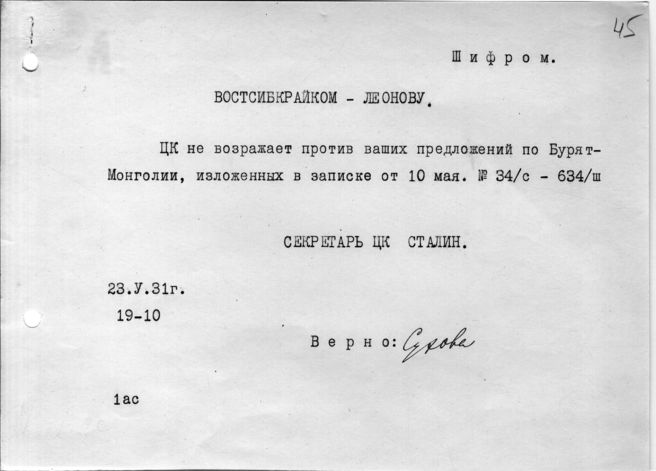 45
Шифром.
ВОСТСИБКРАЙКОМ - ЛЕОНОВУ.
ЦК не возражает против ваших предложений по Бурят-
Монголии, изложенных в записке от 10 мая. № 34/с - 634/ш
СЕКРЕТАРЬ ЦК СТАЛИН.
23.У.31г.
19-10
Верно: Сухова
1ас